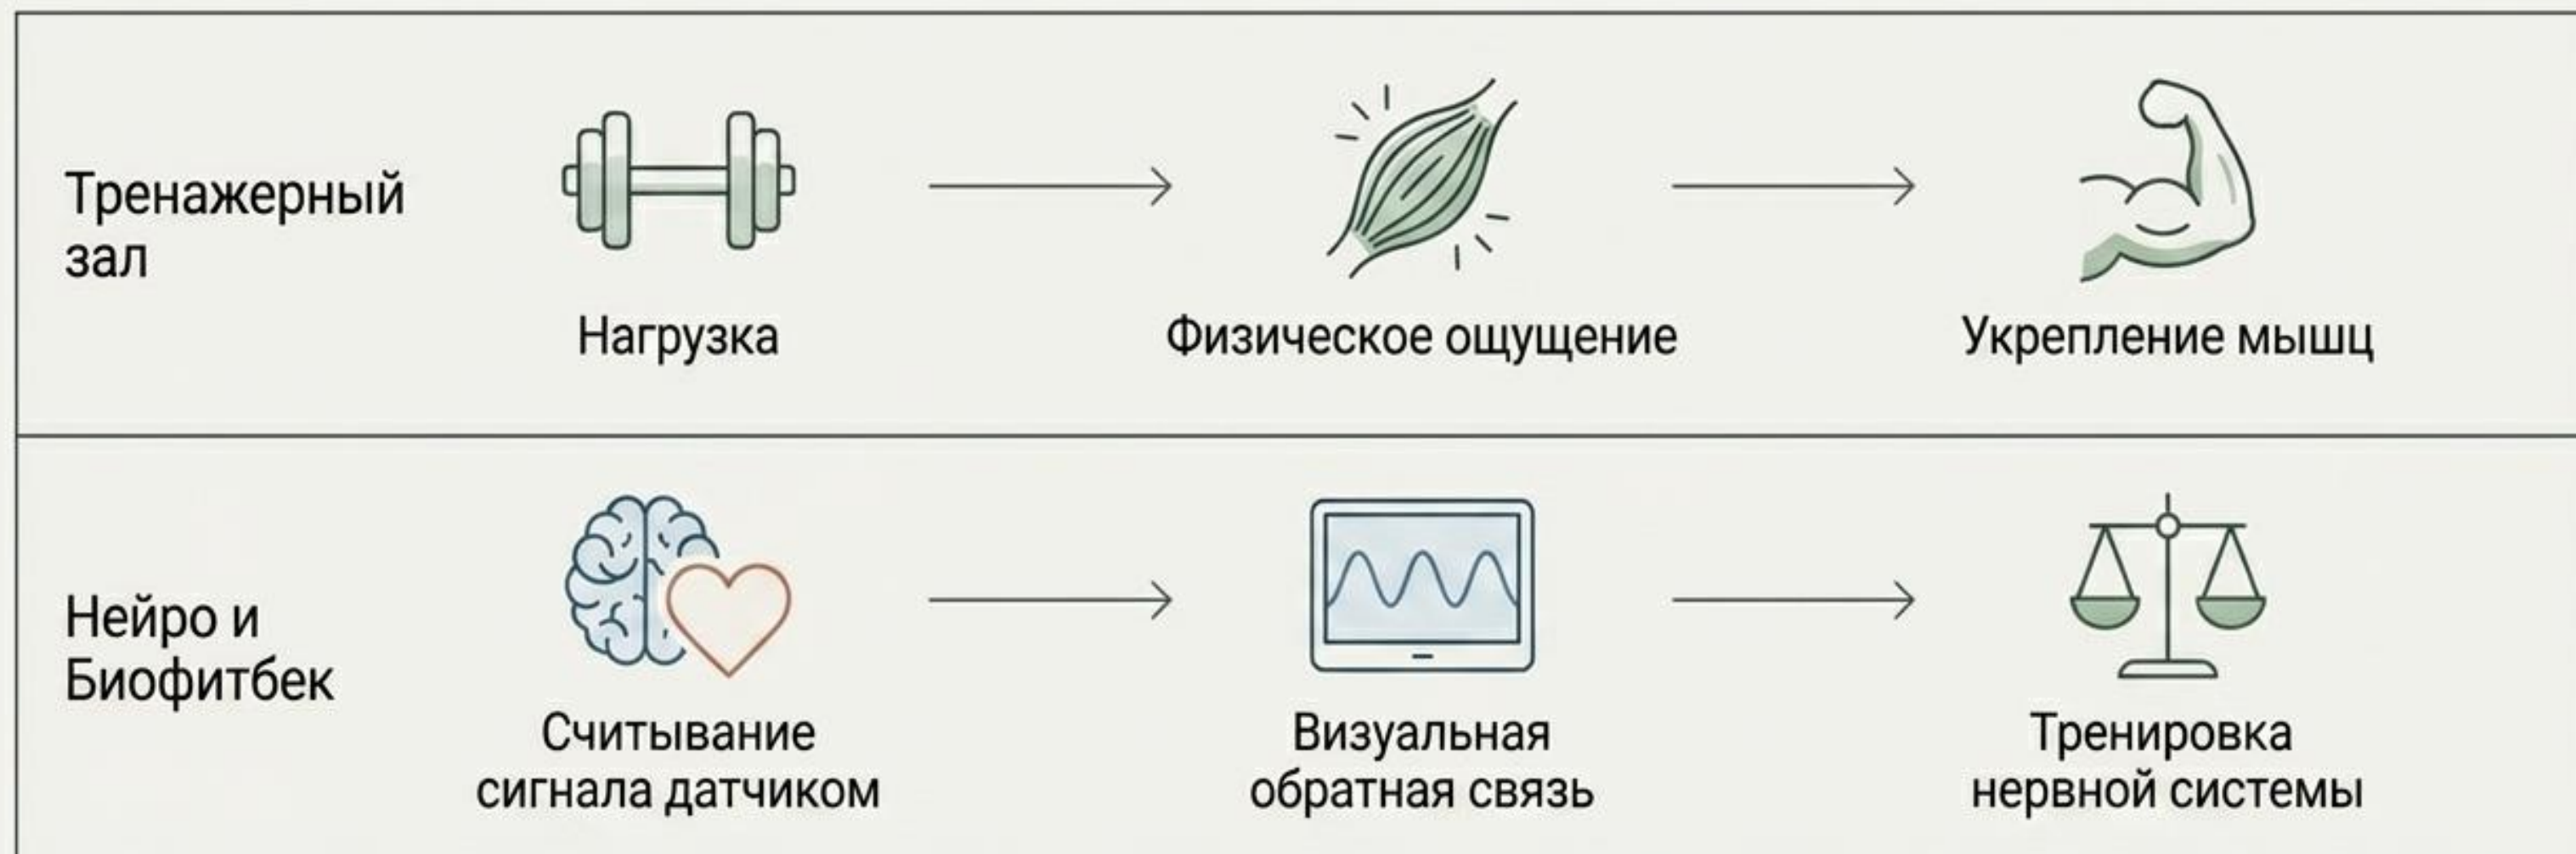 Тренажерный
зал
Нагрузка
Физическое ощущение
Укрепление мышц
Нейро и
Биофитбек
Считывание
сигнала датчиком
Визуальная
обратная связь
Тренировка
нервной системы